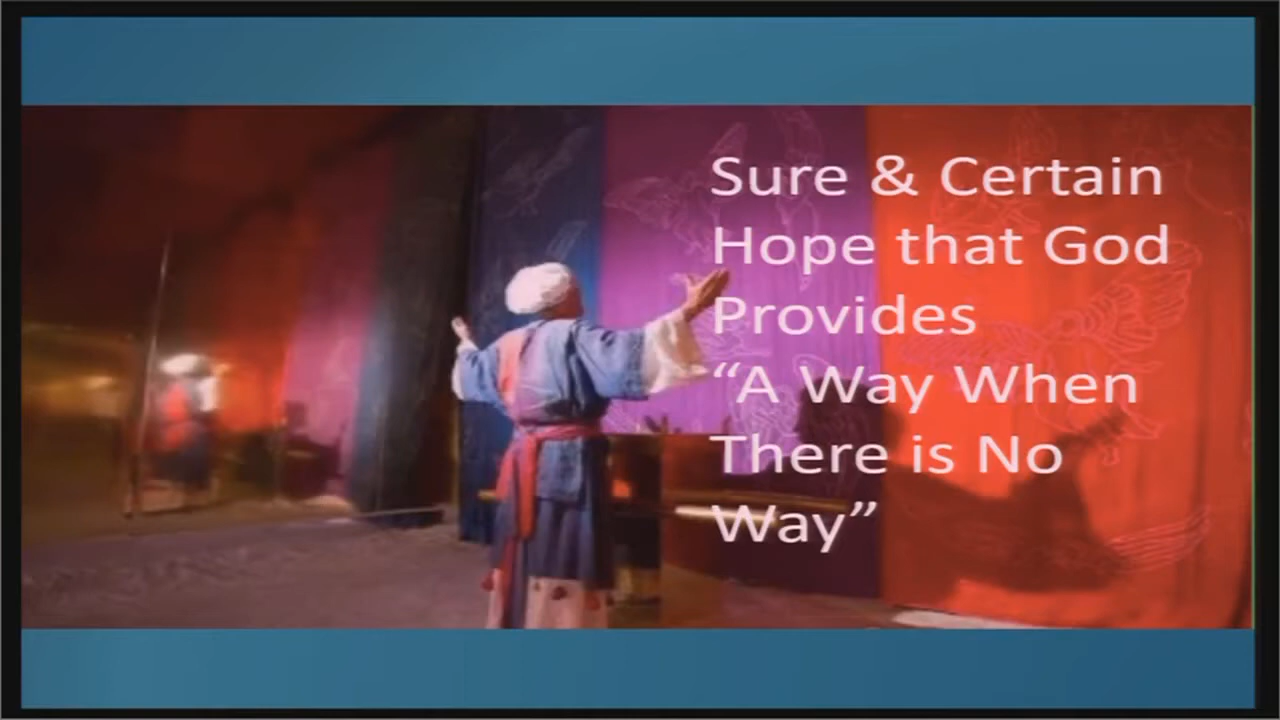 Sure & Certain
Hope that God
Provides
“A Way When
There is No
Way”